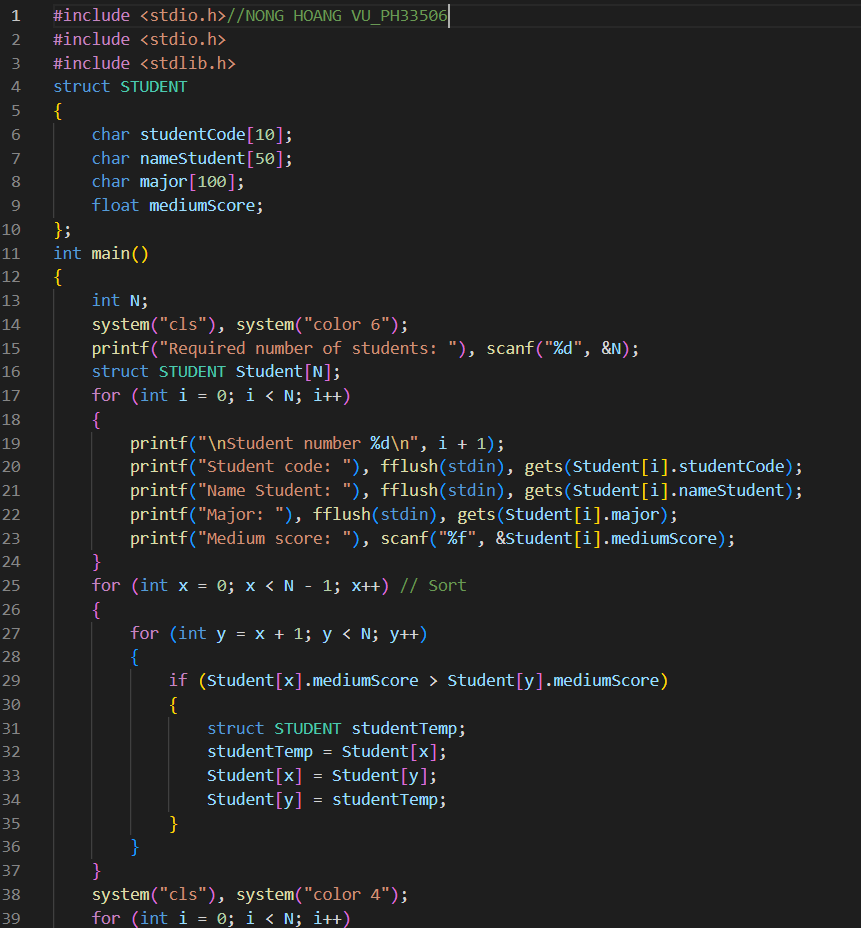 1 #include <stdio.h>//NONG HOANG VU_PH33506
2 #include <stdio.h>
3 #include <stdlib.h>
4 struct STUDENT
5 {
6     char studentCode[10];
7     char nameStudent[50];
8     char major[100];
9     float mediumScore;
10 };
11 int main()
12 {
13     int N;
14     system("cls"), system("color 6");
15     printf("Required number of students: "), scanf("%d", &N);
16     struct STUDENT Student[N];
17     for (int i = 0; i < N; i++)
18     {
19         printf("\nStudent number %d\n", i + 1);
20         printf("Student code: "), fflush(stdin), gets(Student[i].studentCode);
21         printf("Name Student: "), fflush(stdin), gets(Student[i].nameStudent);
22         printf("Major: "), fflush(stdin), gets(Student[i].major);
23         printf("Medium score: "), scanf("%f", &Student[i].mediumScore);
24     }
25     for (int x = 0; x < N - 1; x++) // Sort
26     {
27         for (int y = x + 1; y < N; y++)
28         {
29             if (Student[x].mediumScore > Student[y].mediumScore)
30             {
31                 struct STUDENT studentTemp;
32                 studentTemp = Student[x];
33                 Student[x] = Student[y];
34                 Student[y] = studentTemp;
35             }
36         }
37     }
38     system("cls"), system("color 4");
39     for (int i = 0; i < N; i++)